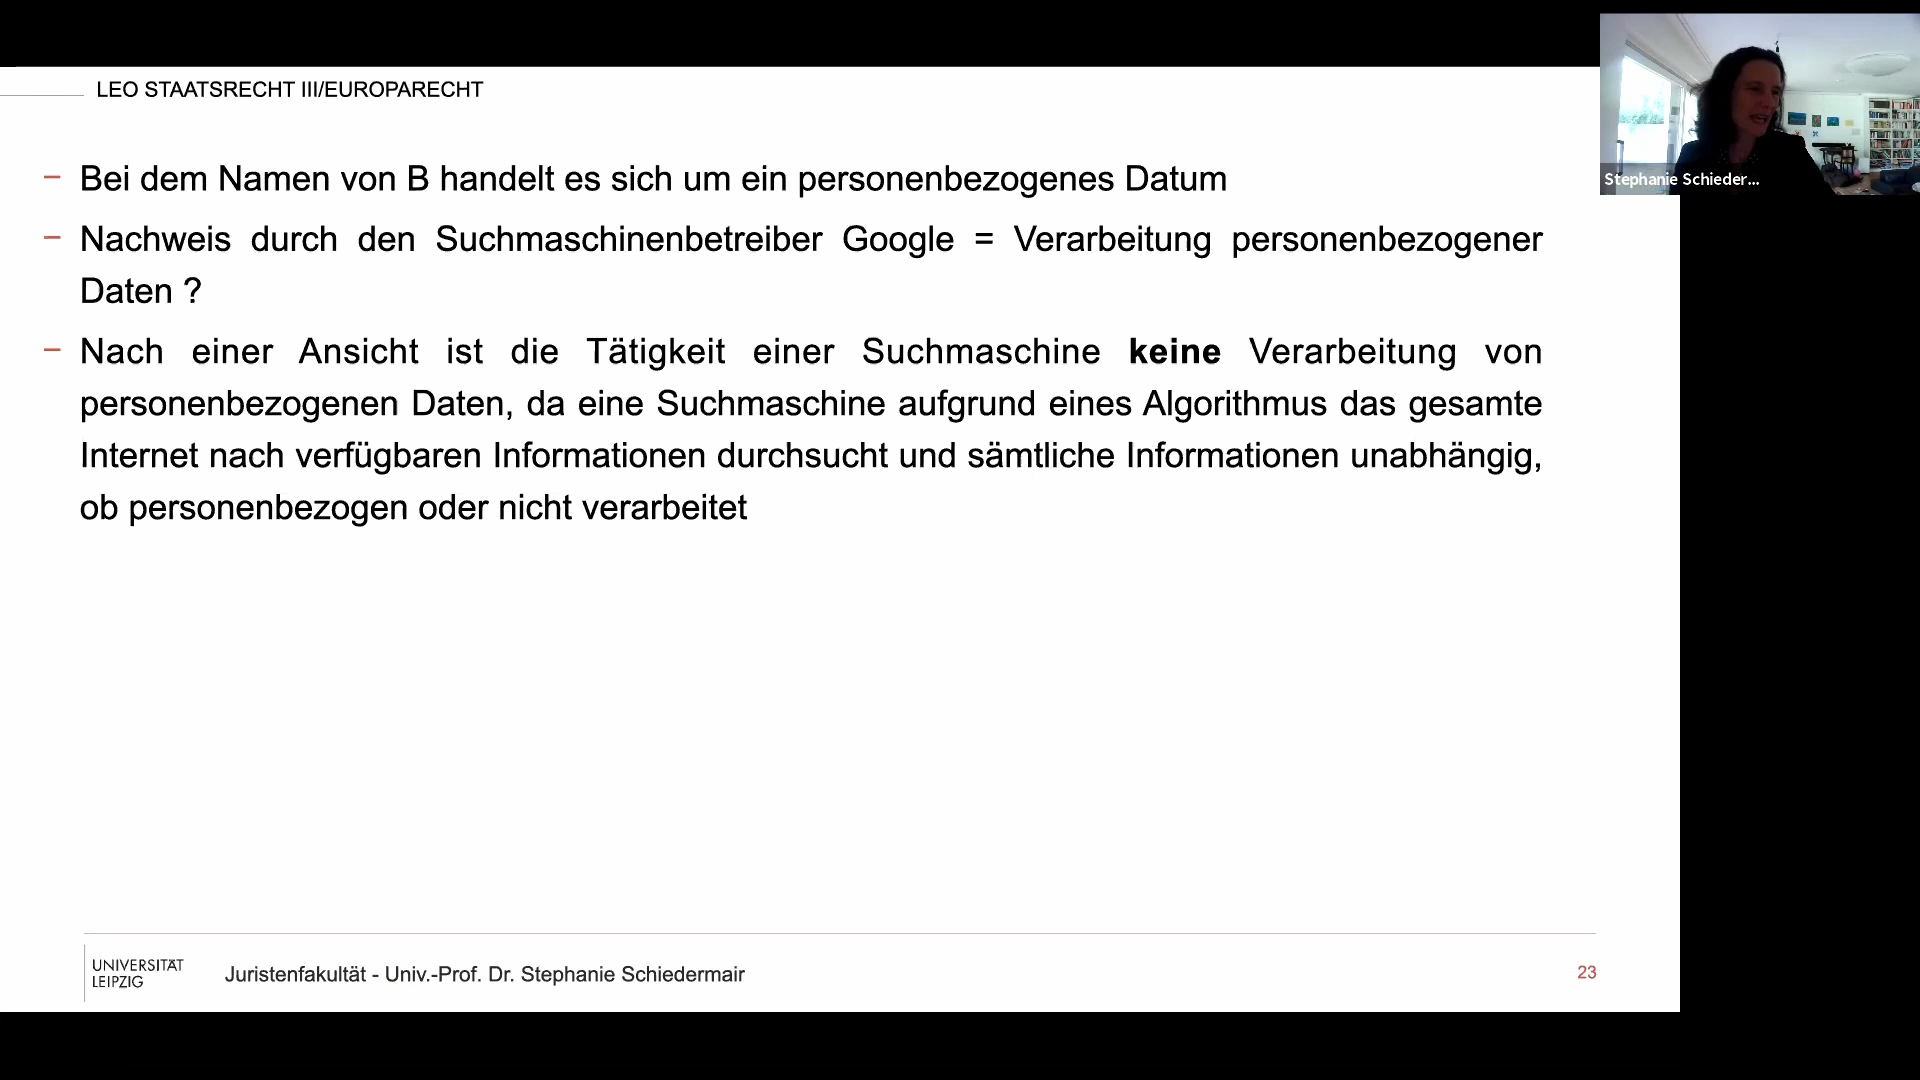 LEO STAATSRECHT III/EUROPARECHT
Stephanie Schieder...
– Bei dem Namen von B handelt es sich um ein personenbezogenes Datum
– Nachweis durch den Suchmaschinenbetreiber Google = Verarbeitung personenbezogener
Daten ?
– Nach einer Ansicht ist die Tätigkeit einer Suchmaschine keine Verarbeitung von
personenbezogenen Daten, da eine Suchmaschine aufgrund eines Algorithmus das gesamte
Internet nach verfügbaren Informationen durchsucht und sämtliche Informationen unabhängig,
ob personenbezogen oder nicht verarbeitet
UNIVERSITÄT
LEIPZIG
Juristenfakultät - Univ.-Prof. Dr. Stephanie Schiedermair
23